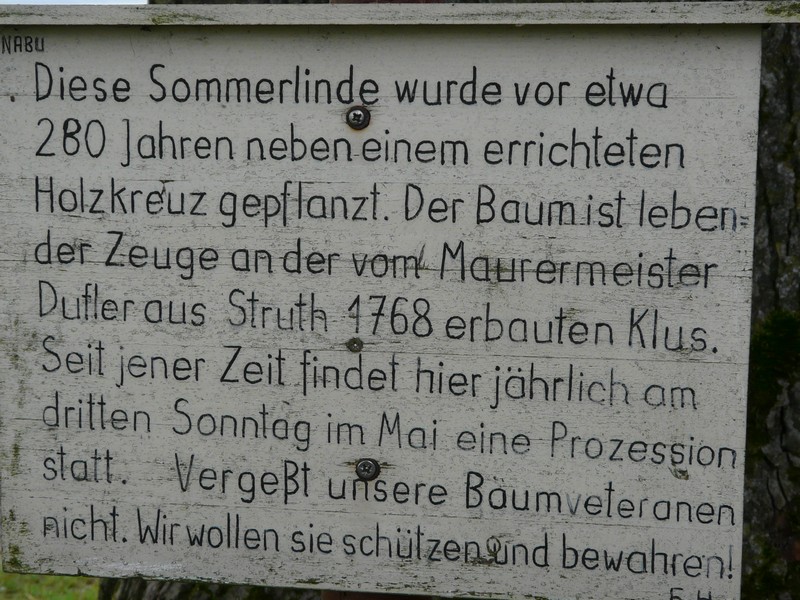 NABU
. Diese Sommerlinde wurde vor etwa
280 Jahren neben einem errichteten
Holzkreuz gepflanzt. Der Baum ist leben=
der Zeuge an der vom Maurermeister
Dufler aus Struth 1768 erbauten Klus.
Seit jener Zeit findet hier jährlich am
dritten Sonntag im Mai eine Prozession
statt. Vergeßt unsere Baumveteranen
nicht. Wir wollen sie schützen und bewahren!